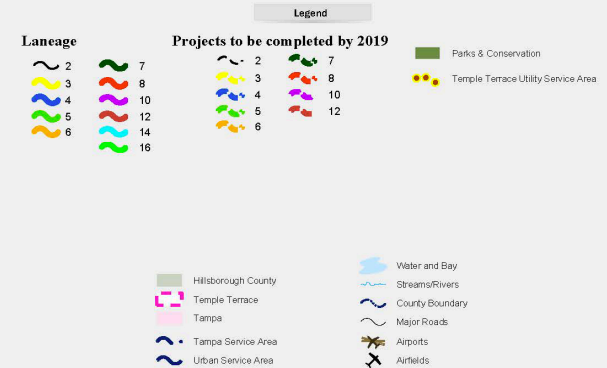 Legend
Laneage
2
3
4
5
6
7
8
10
12
14
16
Projects to be completed by 2019
2
3
4
5
6
7
8
10
12
Parks & Conservation
Temple Terrace Utility Service Area
Hillsborough County
Temple Terrace
Tampa
Tampa Service Area
Urban Service Area
Water and Bay
Streams/Rivers
County Boundary
Major Roads
Airports
Airfields